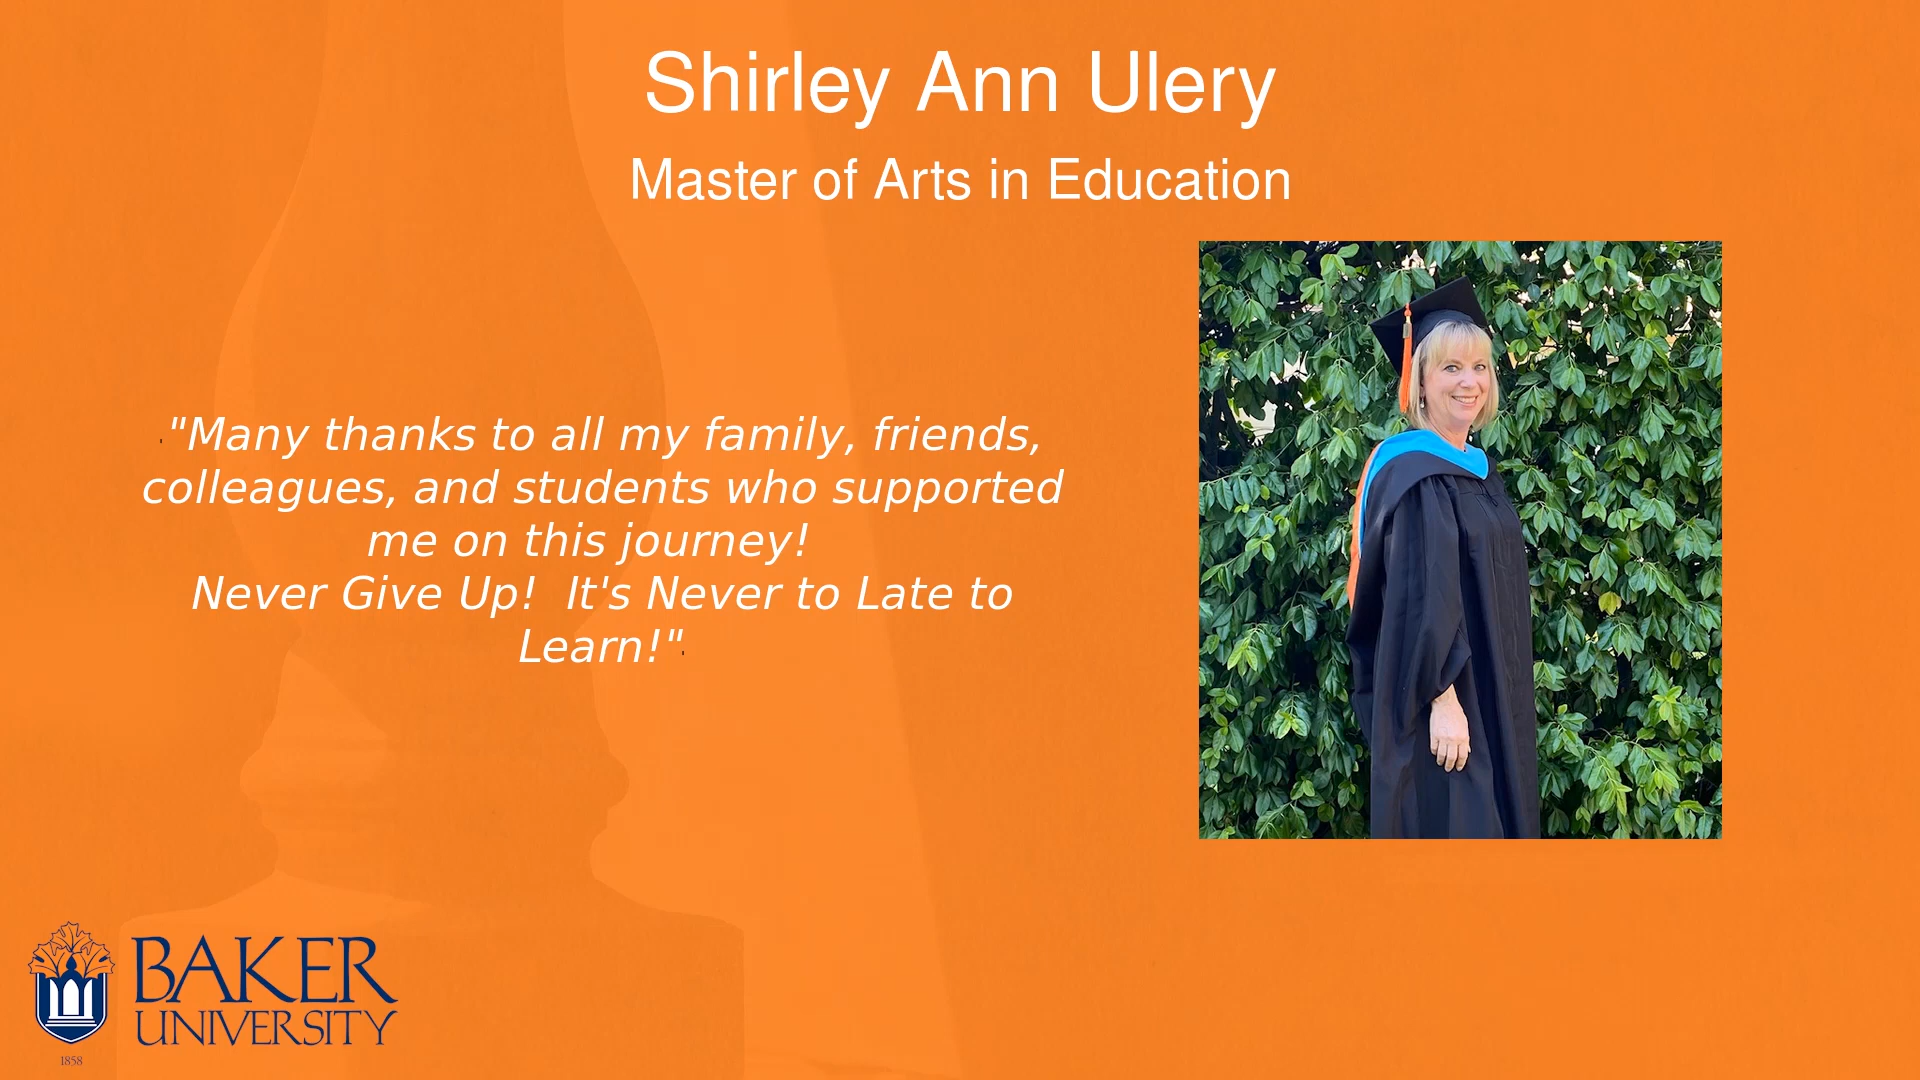 Shirley Ann Ulery
Master of Arts in Education
"Many thanks to all my family, friends,
colleagues, and students who supported
me on this journey!
Never Give Up!  It's Never to Late to
Learn!"
BAKER
UNIVERSITY
1858